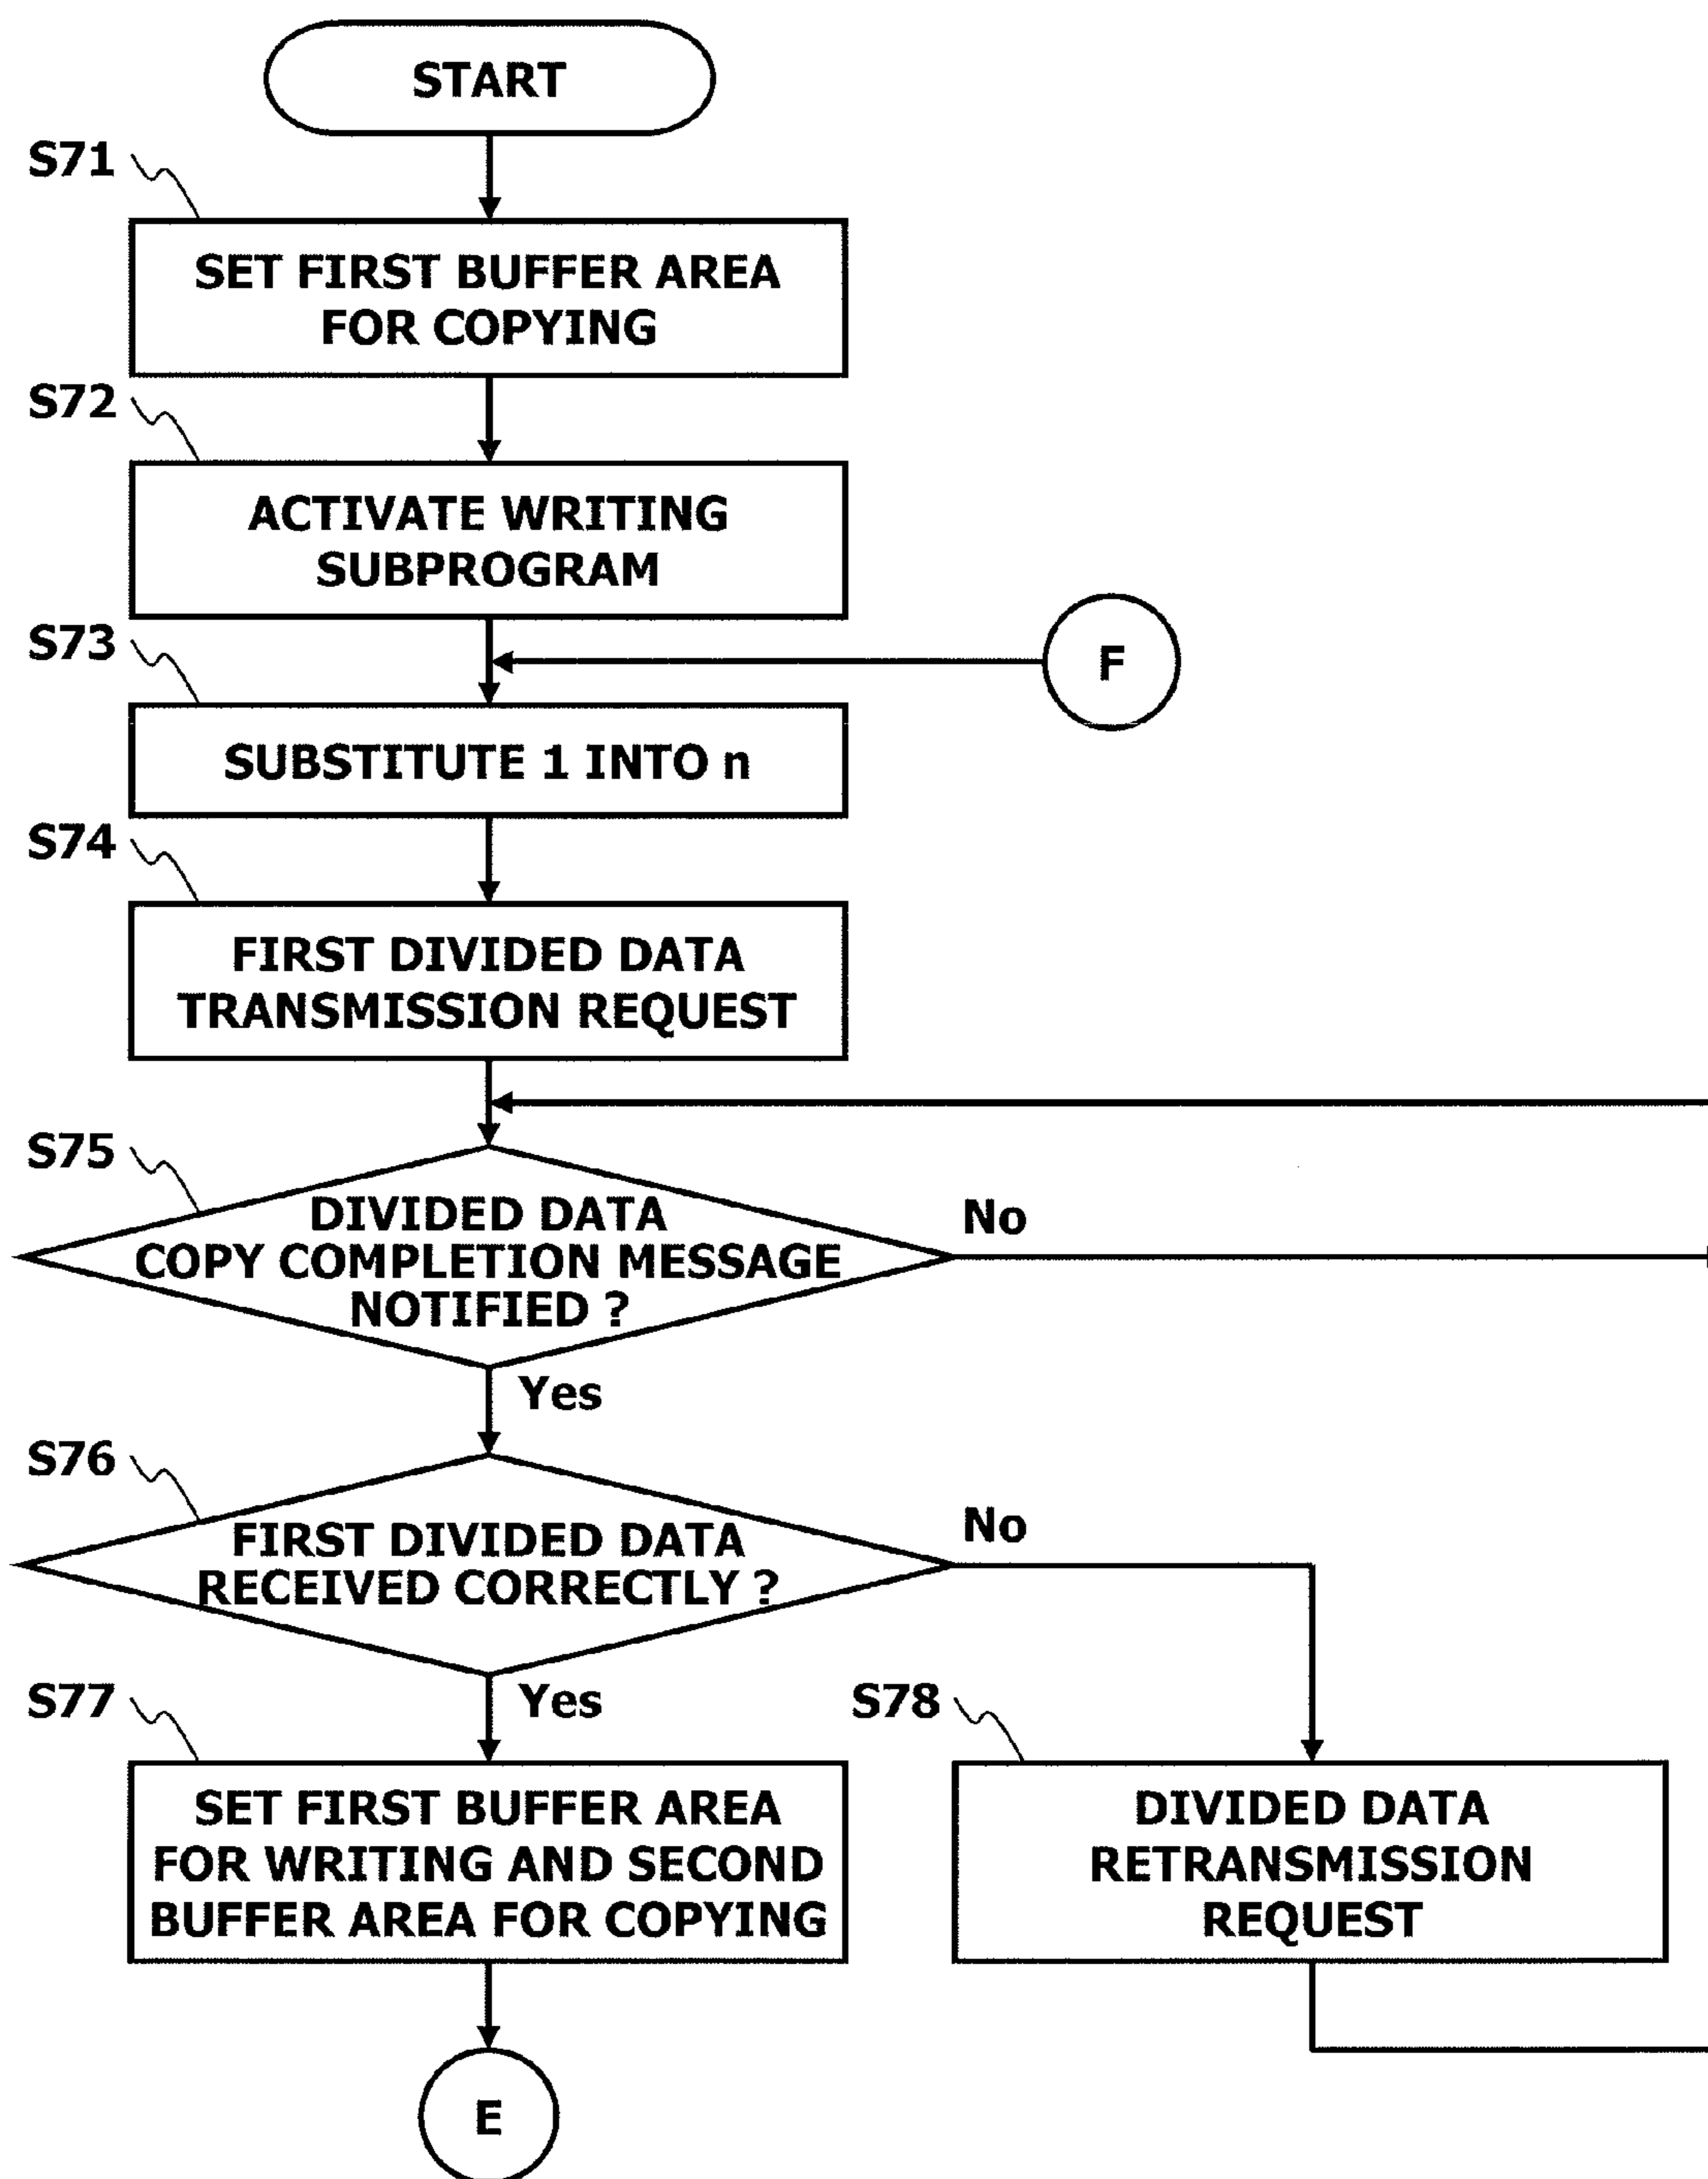 START
S71
SET FIRST BUFFER AREA
FOR COPYING
S72
ACTIVATE WRITING
SUBPROGRAM
S73
F
SUBSTITUTE 1 INTO n
S74
FIRST DIVIDED DATA
TRANSMISSION REQUEST
S75
DIVIDED DATA
COPY COMPLETION MESSAGE
NOTIFIED ?
No
Yes
S76
FIRST DIVIDED DATA
RECEIVED CORRECTLY ?
No
Yes
S77
SET FIRST BUFFER AREA
FOR WRITING AND SECOND
BUFFER AREA FOR COPYING
S78
DIVIDED DATA
RETRANSMISSION
REQUEST
E